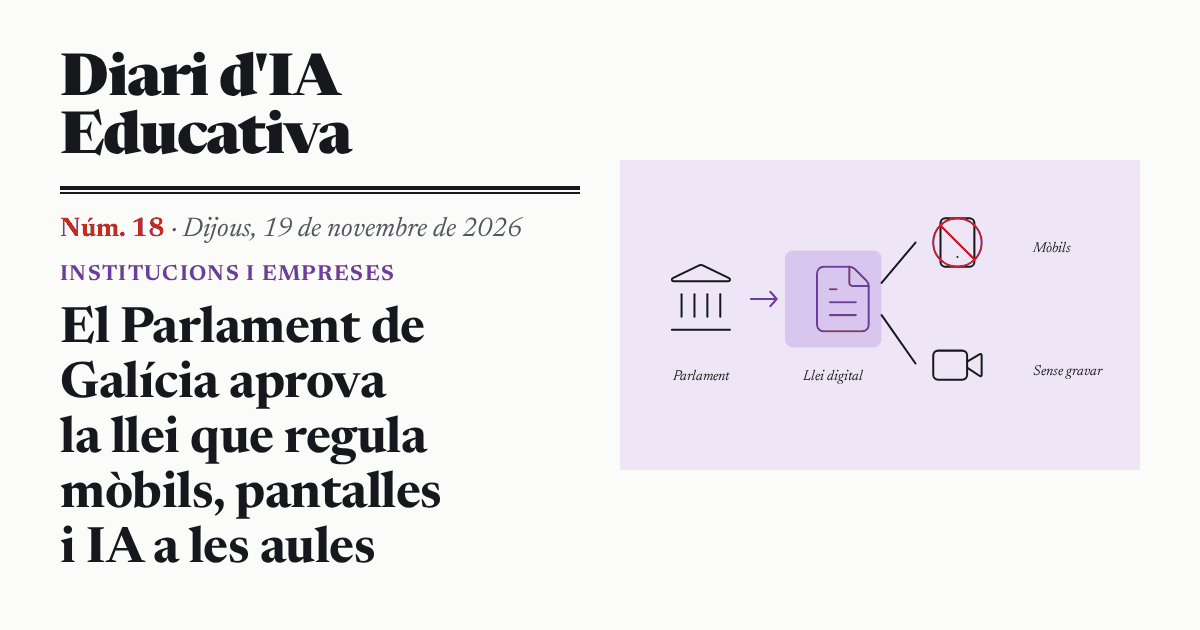 Diari d'IA
Educativa
Núm. 18 · Dijous, 19 de novembre de 2026
INSTITUCIONS I EMPRESES
El Parlament de
Galícia aprova
la llei que regula
mòbils, pantalles
i IA a les aules
Parlament
Llei digital
Mòbils
Sense gravar